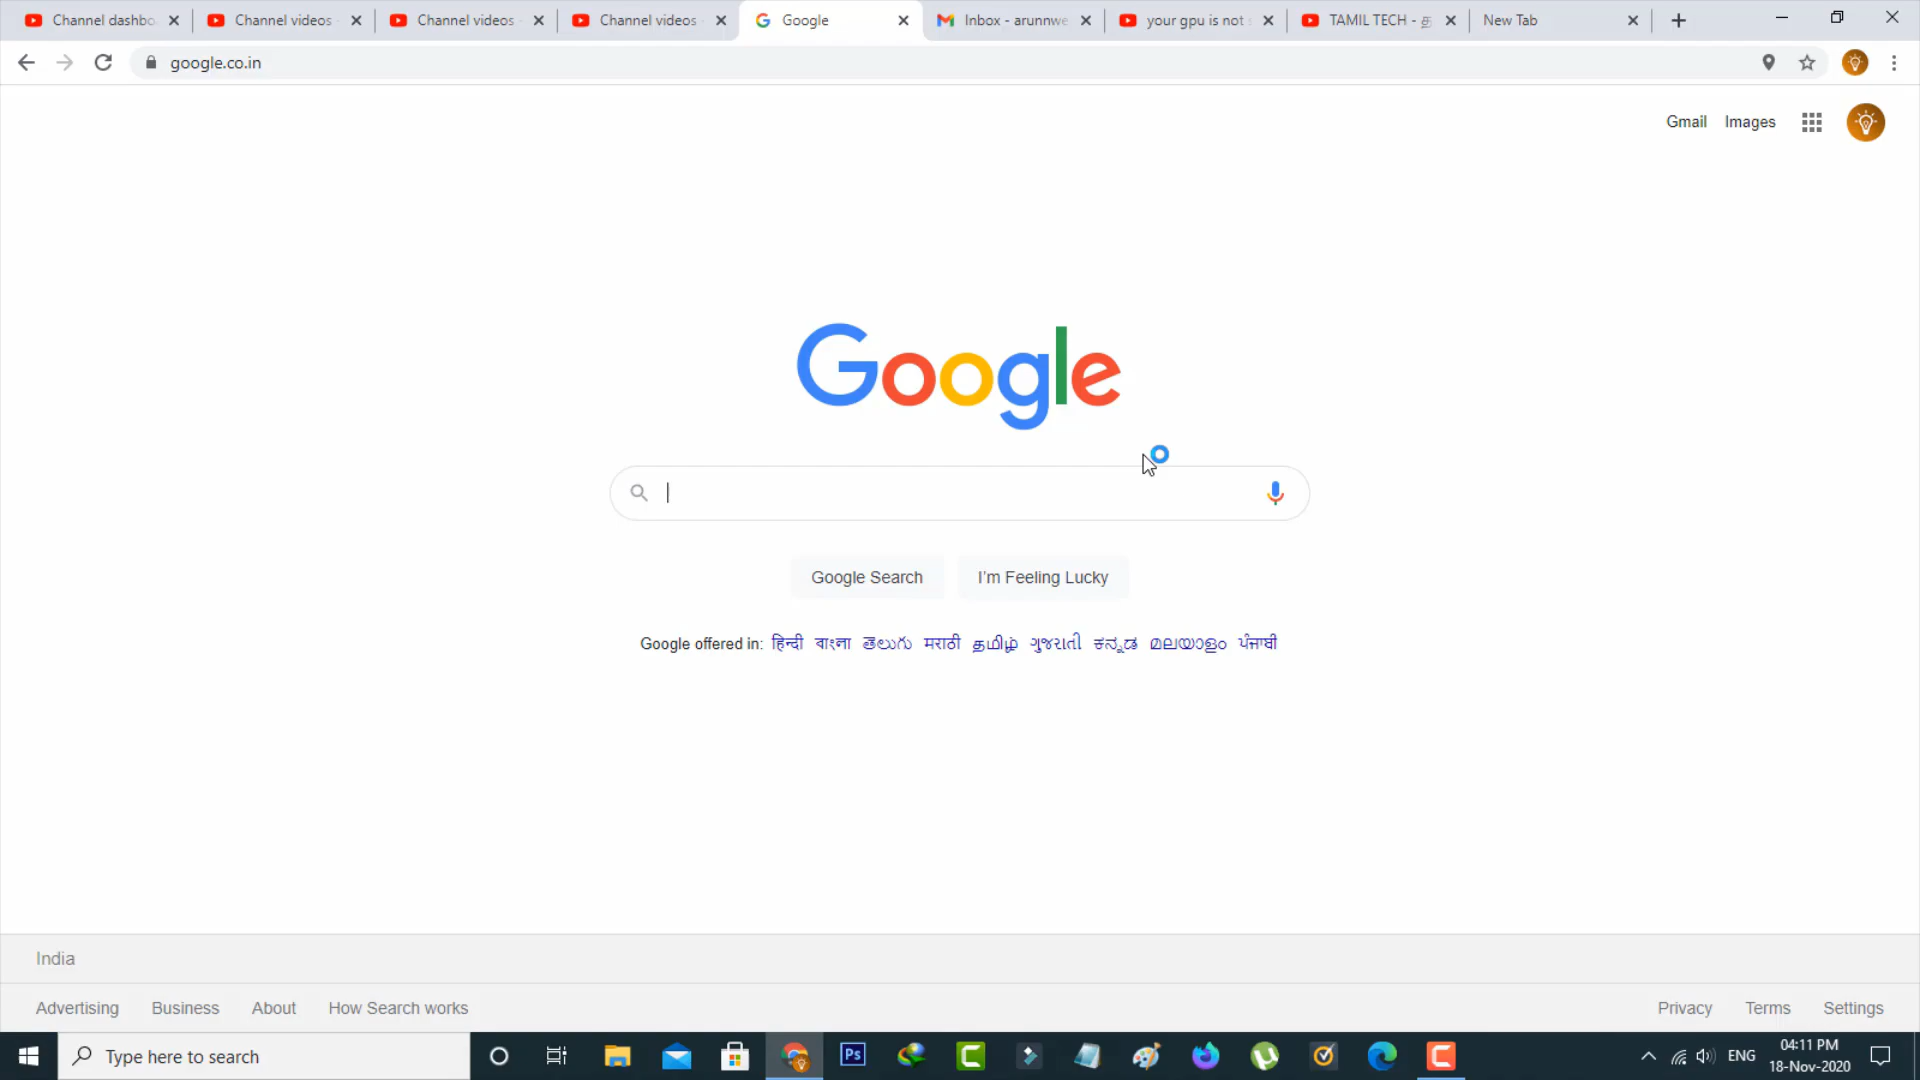 Channel dashbo
Channel videos -
Channel videos -
Channel videos -
Google
Inbox - arunnwe
your gpu is not s
TAMIL TECH - த
New Tab
google.co.in
Gmail
Images
Google
Google Search
I'm Feeling Lucky
Google offered in: हिन्दी বাংলা తెలుగు मराठी தமிழ் ગુજરાતી ಕನ್ನಡ മലയാളം ਪੰਜਾਬੀ
India
Advertising
Business
About
How Search works
Privacy
Terms
Settings
Type here to search
Ps
ENG
04:11 PM
18-Nov-2020